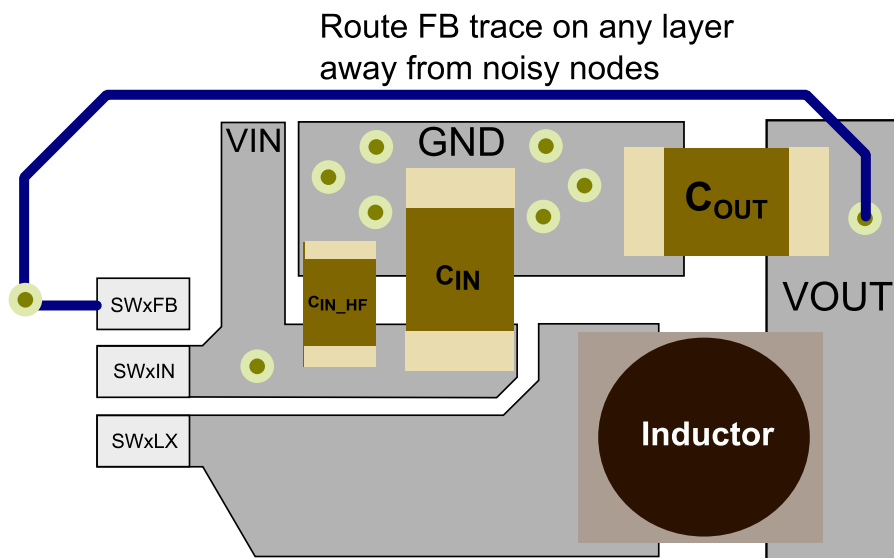 Route FB trace on any layer
away from noisy nodes
VIN
GND
COUT
CIN
CIN_HF
SWxFB
VOUT
SWxIN
SWxLX
Inductor